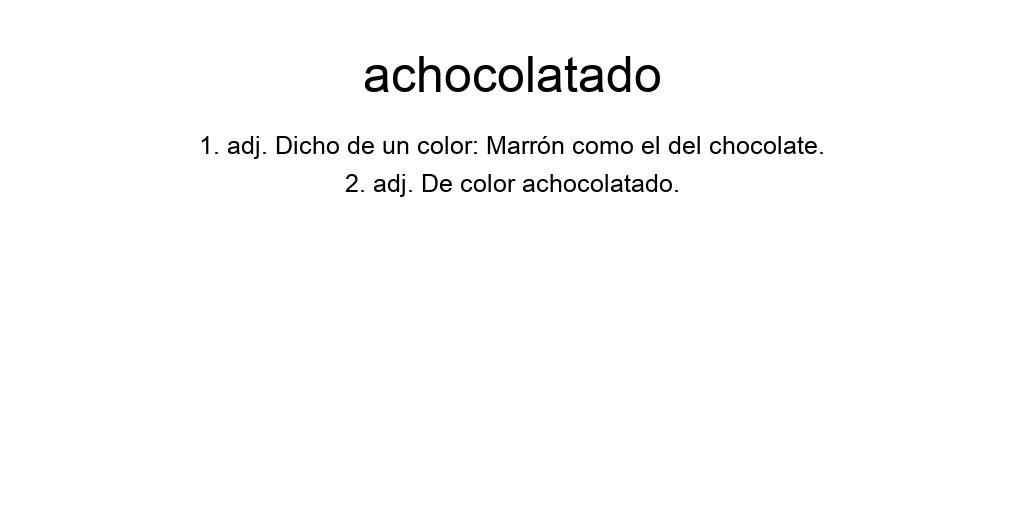 achocolatado
1. adj. Dicho de un color: Marrón como el del chocolate.
2. adj. De color achocolatado.